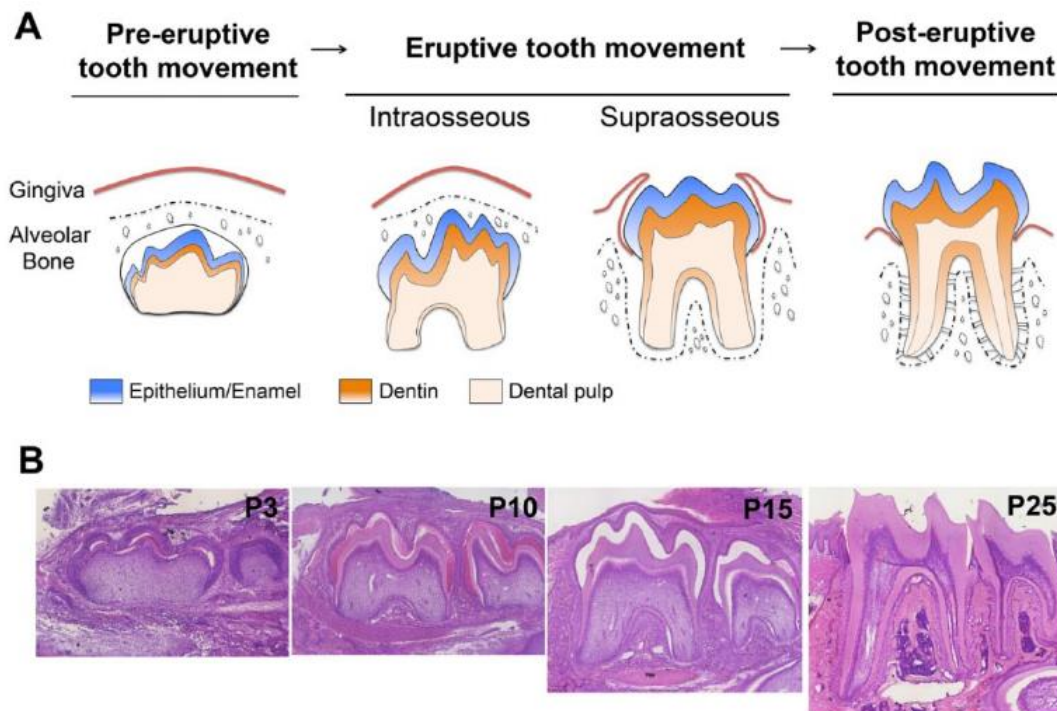 A
Pre-eruptive
tooth movement
Eruptive tooth movement
Post-eruptive
tooth movement
Intraosseous
Supraosseous
Gingiva
Alveolar
Bone
Epithelium/Enamel
Dentin
Dental pulp
B
P3
P10
P15
P25